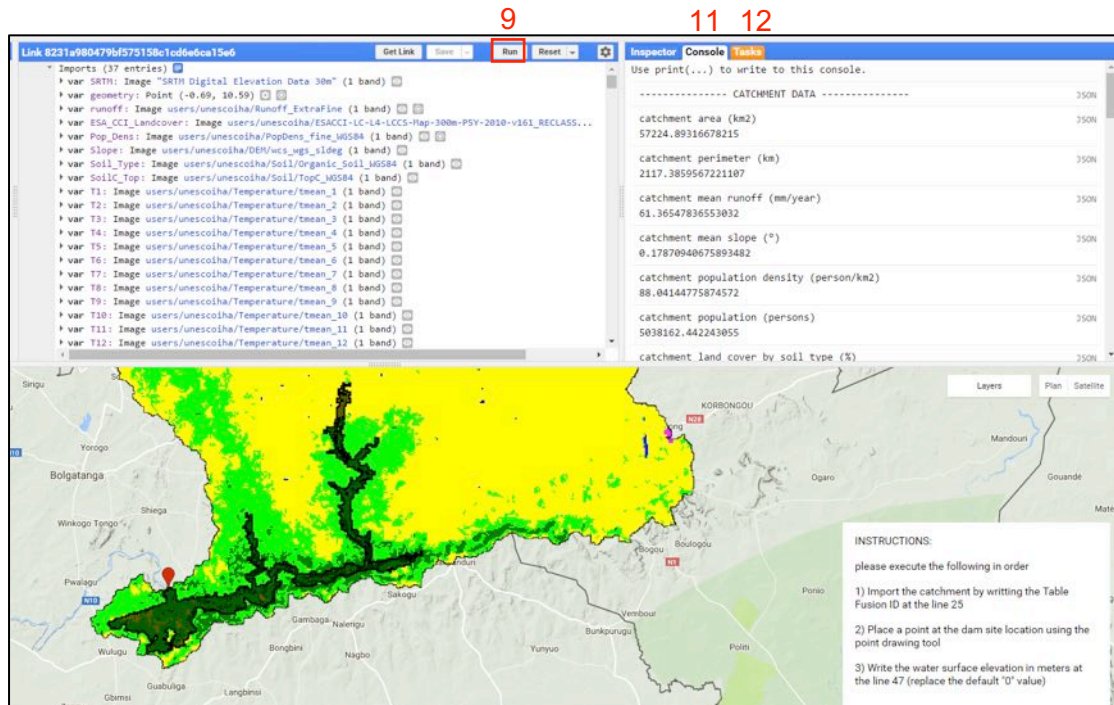 9 11 12
Link 8231a980479bf575158c1cd6e6ca15e6 Get Link Save Run Reset
Imports (37 entries)
var SRTM: Image "SRTM Digital Elevation Data 30m" (1 band)
var geometry: Point (-0.69, 10.59)
var runoff: Image users/unescoiha/Runoff_ExtraFine (1 band)
var ESA_CCI_Landcover: Image users/unescoiha/ESACCI-LC-L4-LCCS-Map-300m-P5Y-2010-v161_RECLASS...
var Pop_Dens: Image users/unescoiha/PopDens_fine_WGS84 (1 band)
var Slope: Image users/unescoiha/DEM/wcs_wgs_sldeg (1 band)
var Soil_Type: Image users/unescoiha/Soil/Organic_Soil_WGS84 (1 band)
var SoilC_Top: Image users/unescoiha/Soil/TopC_WGS84 (1 band)
var T1: Image users/unescoiha/Temperature/tmean_1 (1 band)
var T2: Image users/unescoiha/Temperature/tmean_2 (1 band)
var T3: Image users/unescoiha/Temperature/tmean_3 (1 band)
var T4: Image users/unescoiha/Temperature/tmean_4 (1 band)
var T5: Image users/unescoiha/Temperature/tmean_5 (1 band)
var T6: Image users/unescoiha/Temperature/tmean_6 (1 band)
var T7: Image users/unescoiha/Temperature/tmean_7 (1 band)
var T8: Image users/unescoiha/Temperature/tmean_8 (1 band)
var T9: Image users/unescoiha/Temperature/tmean_9 (1 band)
var T10: Image users/unescoiha/Temperature/tmean_10 (1 band)
var T11: Image users/unescoiha/Temperature/tmean_11 (1 band)
var T12: Image users/unescoiha/Temperature/tmean_12 (1 band)
Inspector Console Tasks
Use print(...) to write to this console.
--------------- CATCHMENT DATA --------------- JSON
catchment area (km2) JSON
57224.89316678215
catchment perimeter (km) JSON
2117.3859567221107
catchment mean runoff (mm/year) JSON
61.36547836553032
catchment mean slope (º) JSON
0.17870940675893482
catchment population density (person/km2) JSON
88.04144775874572
catchment population (persons) JSON
5038162.442243055
catchment land cover by soil type (%) JSON
Layers Plan Satellite
Sirigu
KORBONGOU
N28
Mandouri
Yorogo
N10
Bolgatanga
Ogaro
Gouandé
Shiega
Winkogo Tongo
Bogou Boulogou
N1
Pwalagu
N10
Sakogu
Ponio
Gambaga Nalerigu
Vembour
Wulugu
Bongbini
Nagbo
Yunyuo
Bunkpurugu
Politi
Guabuliga
Gbimsi
Langbinsi
INSTRUCTIONS:
please execute the following in order
1) Import the catchment by writting the Table
Fusion ID at the line 25
2) Place a point at the dam site location using the
point drawing tool
3) Write the water surface elevation in meters at
the line 47 (replace the default "0" value)